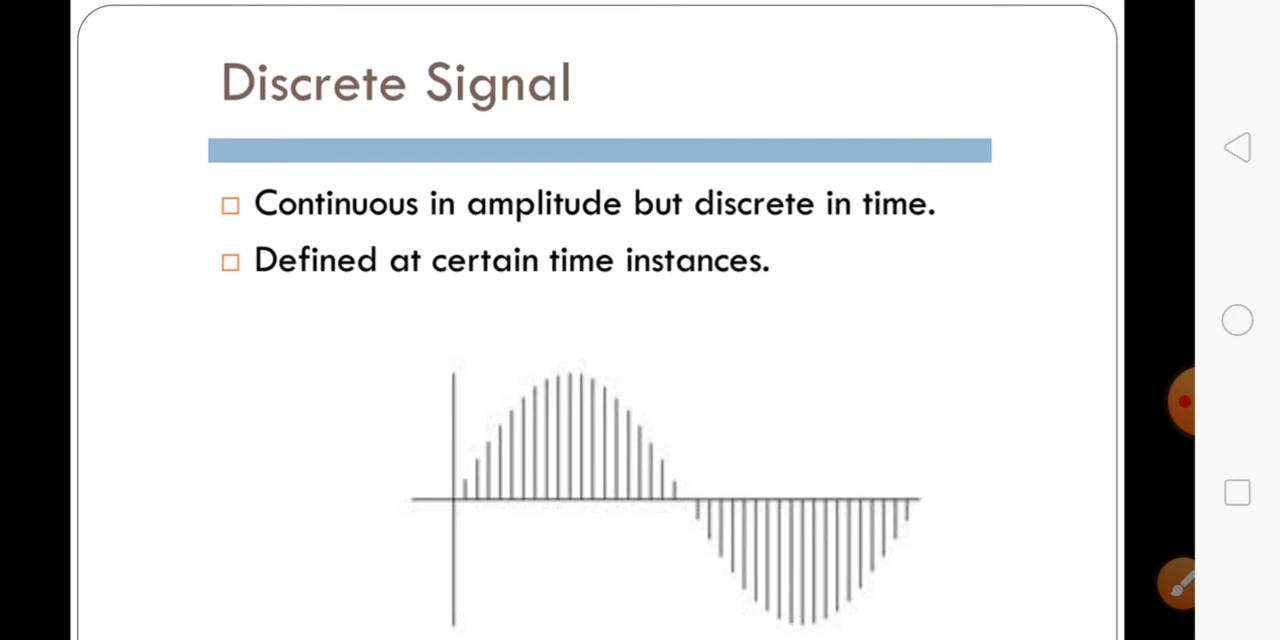 Discrete Signal
Continuous in amplitude but discrete in time.
Defined at certain time instances.